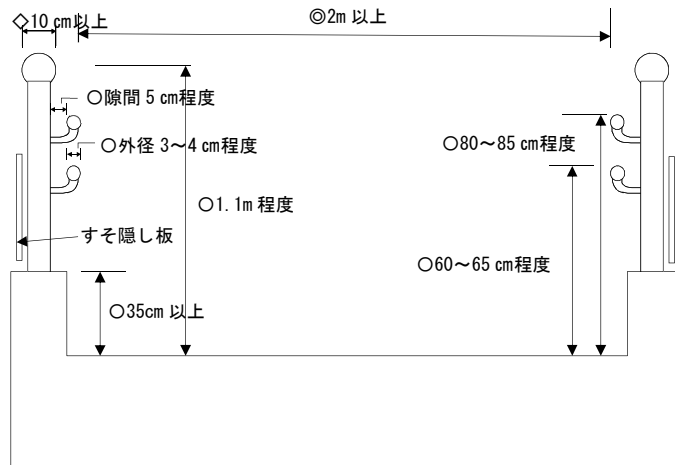 ◇10 cm以上
◎2m 以上
○隙間 5 cm程度
○外径 3～4 cm程度
○80～85 cm程度
○1.1m 程度
すそ隠し板
○60～65 cm程度
○35cm 以上